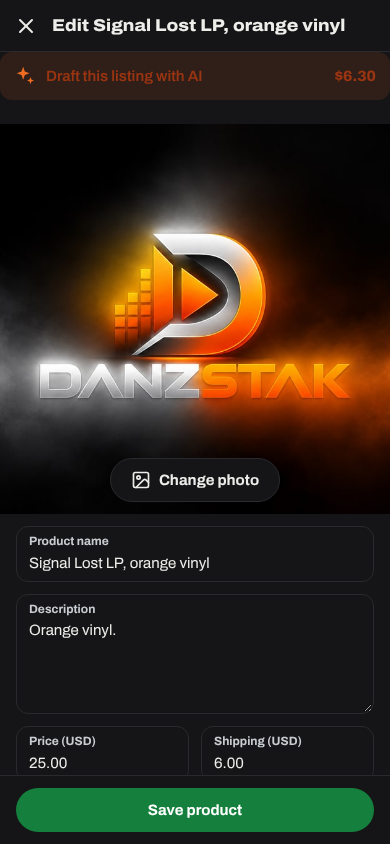 Edit Signal Lost LP, orange vinyl
Draft this listing with AI $6.30
DANZSTAK
Change photo
Product name
Signal Lost LP, orange vinyl
Description
Orange vinyl.
Price (USD) Shipping (USD)
25.00 6.00
Save product